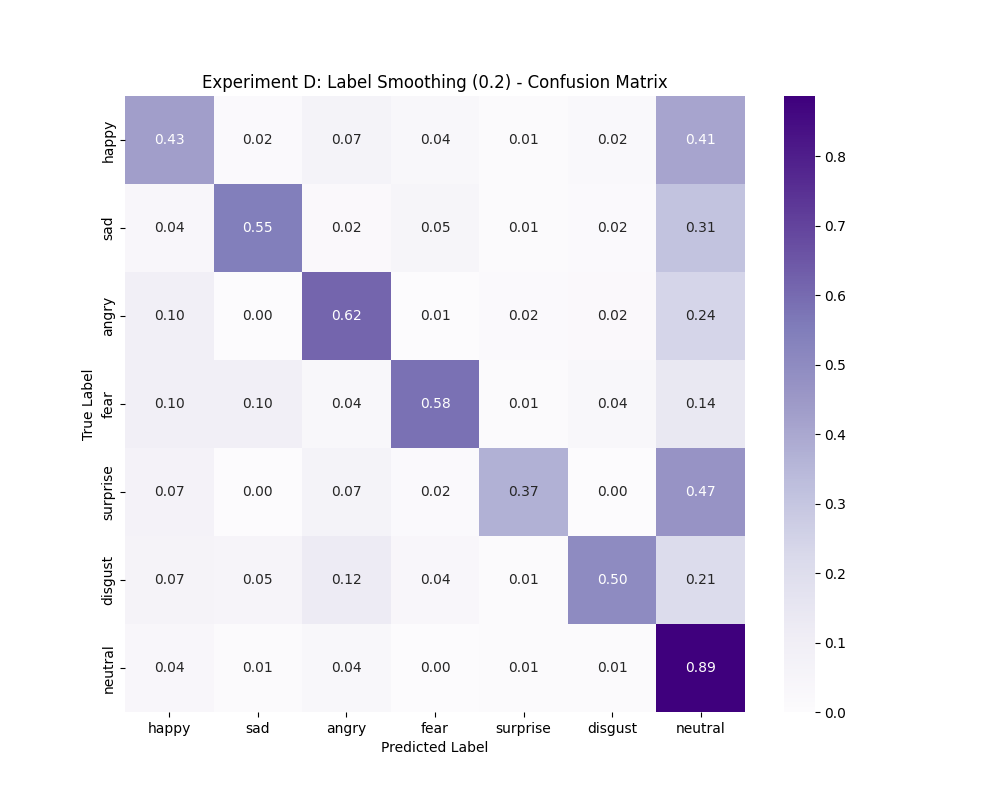 Experiment D: Label Smoothing (0.2) - Confusion Matrix
happy 0.43 0.02 0.07 0.04 0.01 0.02 0.41
sad 0.04 0.55 0.02 0.05 0.01 0.02 0.31
angry 0.10 0.00 0.62 0.01 0.02 0.02 0.24
fear 0.10 0.10 0.04 0.58 0.01 0.04 0.14
surprise 0.07 0.00 0.07 0.02 0.37 0.00 0.47
disgust 0.07 0.05 0.12 0.04 0.01 0.50 0.21
neutral 0.04 0.01 0.04 0.00 0.01 0.01 0.89
True Label
happy sad angry fear surprise disgust neutral
Predicted Label
0.8
0.7
0.6
0.5
0.4
0.3
0.2
0.1
0.0